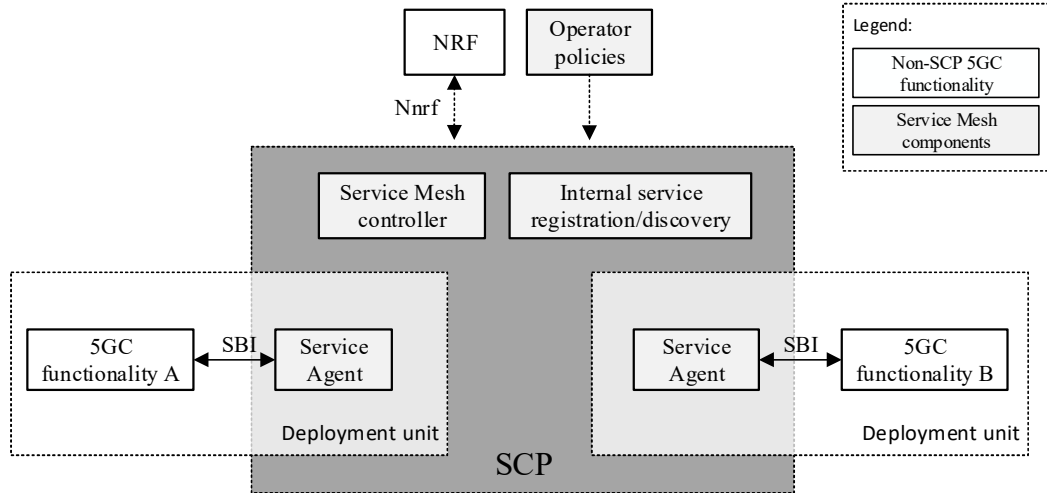 NRF
Operator
policies
Legend:
Non-SCP 5GC
functionality
Service Mesh
components
Nnrf
Service Mesh
controller
Internal service
registration/discovery
5GC
functionality A
SBI
Service
Agent
Deployment unit
Service
Agent
SBI
5GC
functionality B
Deployment unit
SCP